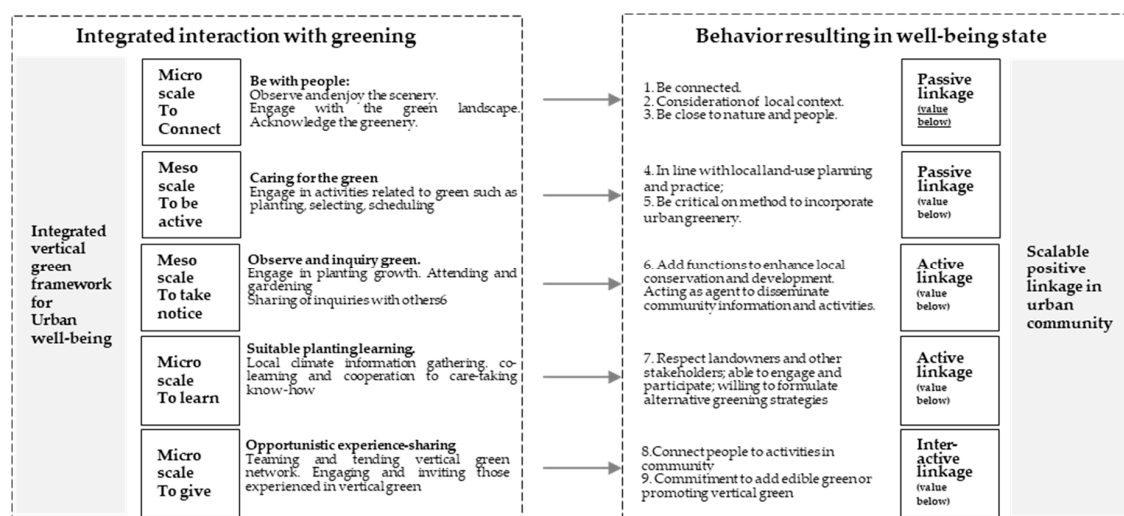 Integrated interaction with greening
Behavior resulting in well-being state
Integrated
vertical
green
framework
for
Urban
well-being
Micro
scale
To
Connect
Be with people:
Observe and enjoy the scenery.
Engage with the green landscape.
Acknowledge the greenery.
1. Be connected.
2. Consideration of local context.
3. Be close to nature and people.
Passive
linkage
(value
below)
Meso
scale
To be
active
Caring for the green
Engage in activities related to green such as
planting, selecting, scheduling
4. In line with local land-use planning
and practice;
5. Be critical on method to incorporate
urban greenery.
Passive
linkage
(value
below)
Meso
scale
To take
notice
Observe and inquiry green.
Engage in planting growth. Attending and
gardening
Sharing of inquiries with others6
6. Add functions to enhance local
conservation and development.
Acting as agent to disseminate
community information and activities.
Active
linkage
(value
below)
Micro
scale
To learn
Suitable planting learning.
Local climate information gathering. co-
learning and cooperation to care-taking
know-how
7. Respect landowners and other
stakeholders; able to engage and
participate; willing to formulate
alternative greening strategies
Active
linkage
(value
below)
Micro
scale
To give
Opportunistic experience-sharing
Teaming and tending vertical green
network. Engaging and inviting those
experienced in vertical green
8.Connect people to activities in
community
9. Commitment to add edible green or
promoting vertical green
Inter-
active
linkage
(value
below)
Scalable
positive
linkage in
urban
community